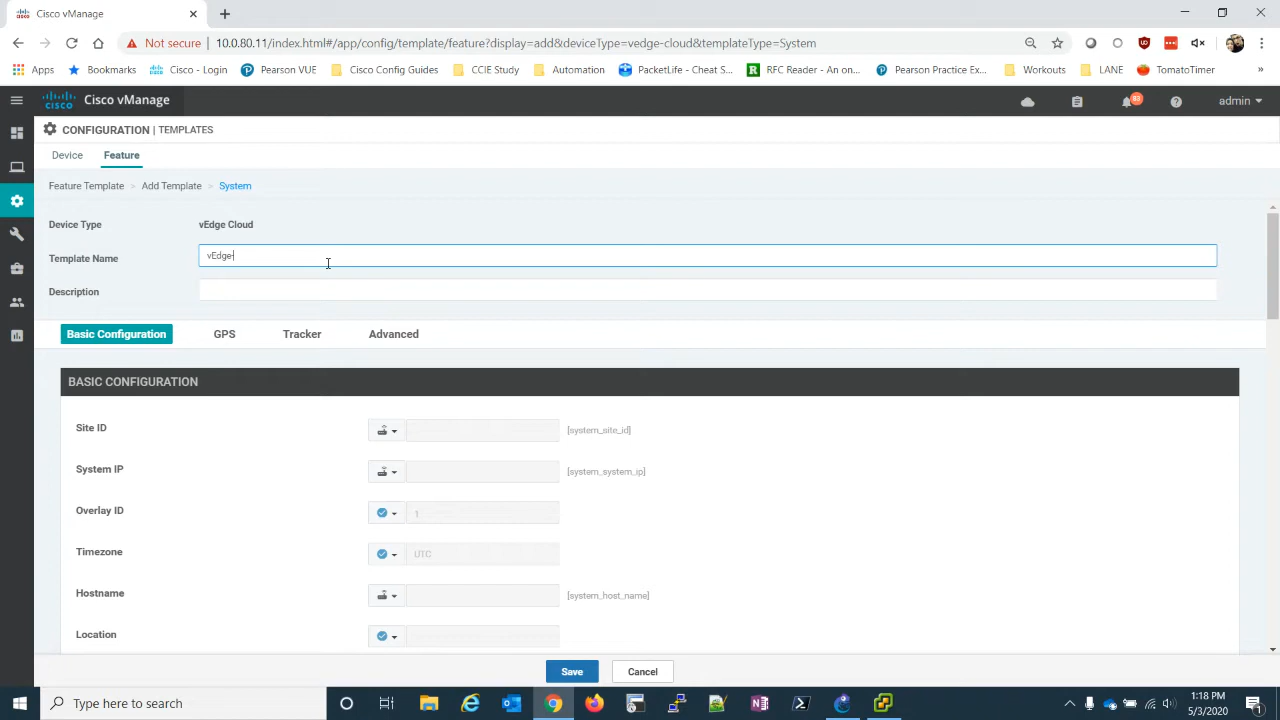 Cisco vManage
Not secure
10.0.80.11/index.html#/app/config/template/feature?display=add&deviceType=vedge-cloud&templateType=System
Apps
Bookmarks
Cisco - Login
Pearson VUE
Cisco Config Guides
CCIE Study
Automation
PacketLife - Cheat S...
RFC Reader - An on...
Pearson Practice Ex...
Workouts
LANE
TomatoTimer
»
CISCO
Cisco vManage
83
admin
CONFIGURATION | TEMPLATES
Device
Feature
Feature Template > Add Template > System
Device Type
vEdge Cloud
Template Name
vEdge-
Description
Basic Configuration
GPS
Tracker
Advanced
BASIC CONFIGURATION
Site ID
[system_site_id]
System IP
[system_system_ip]
Overlay ID
1
Timezone
UTC
Hostname
[system_host_name]
Location
Save
Cancel
Type here to search
1:18 PM
5/3/2020
1